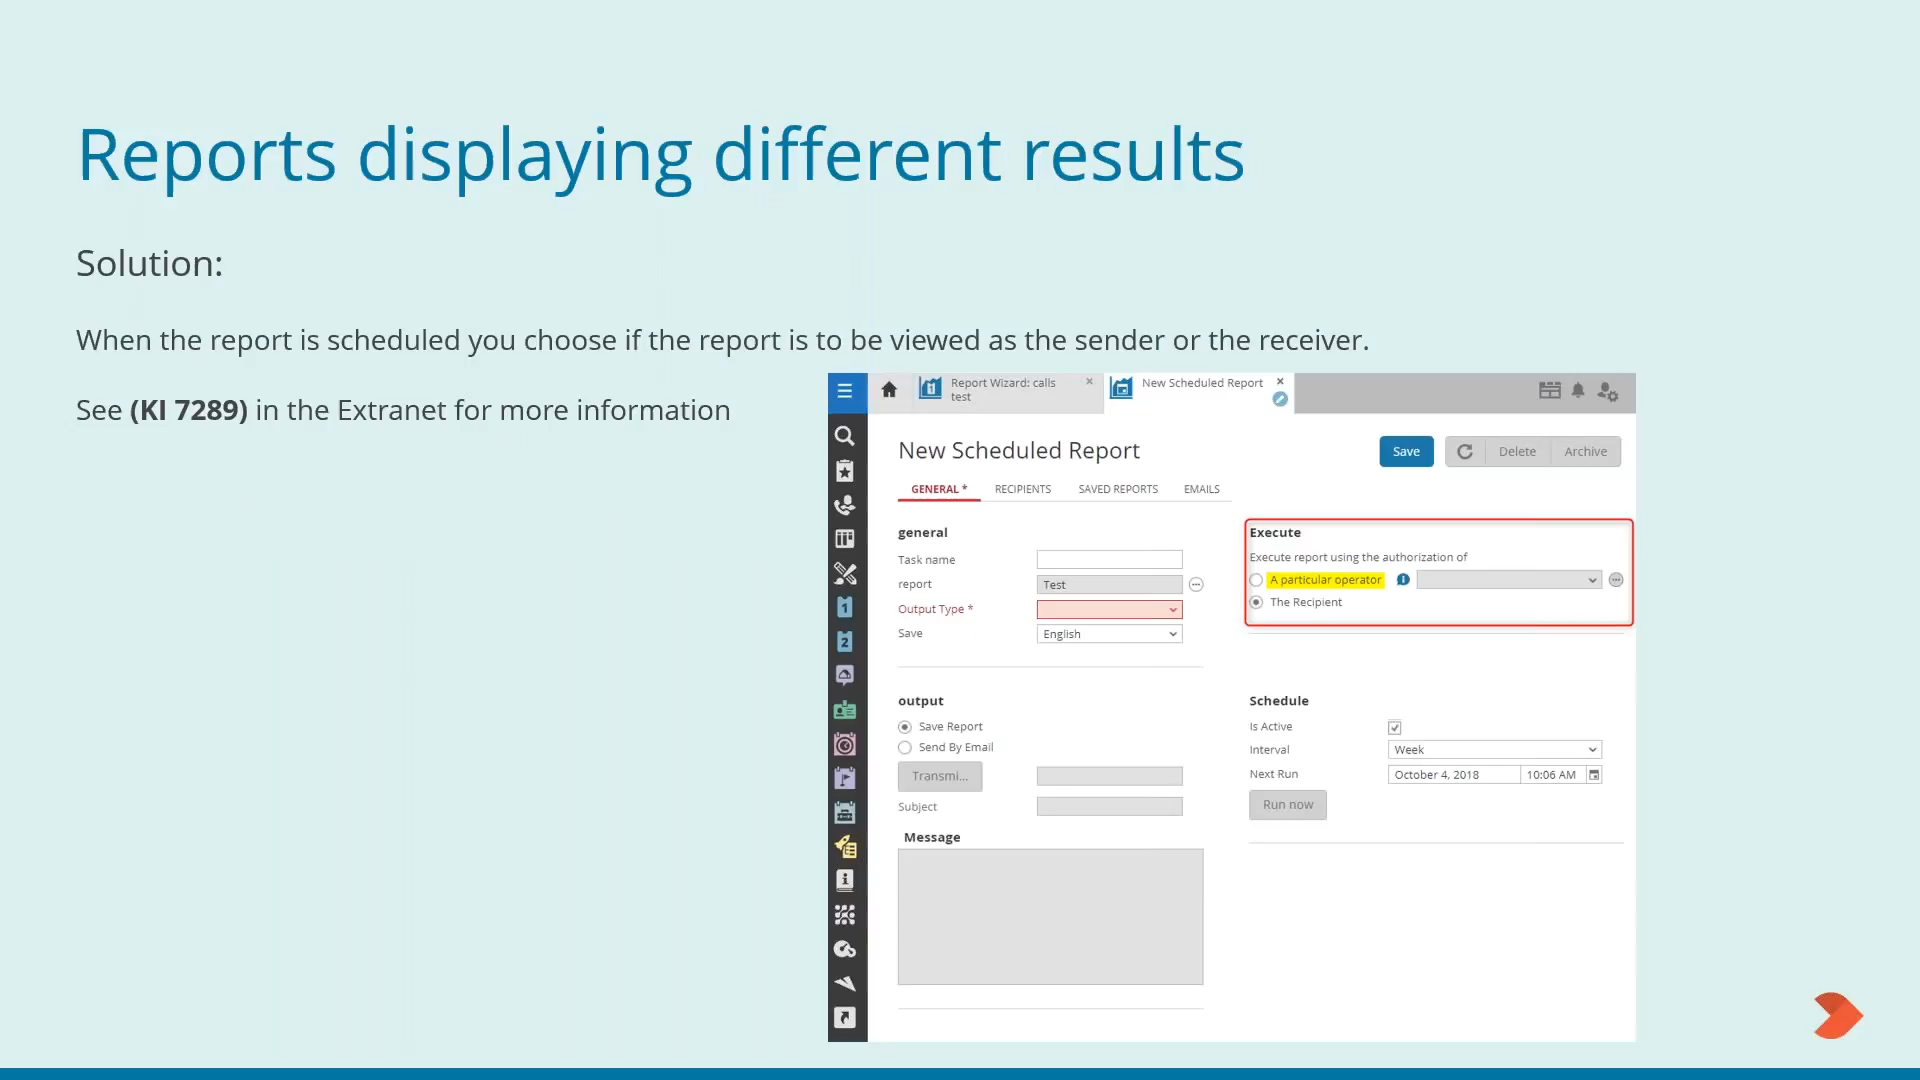 Reports displaying different results
Solution:
When the report is scheduled you choose if the report is to be viewed as the sender or the receiver.
See (KI 7289) in the Extranet for more information
Report Wizard: calls
test
New Scheduled Report
New Scheduled Report
Save
Delete
Archive
GENERAL *
RECIPIENTS
SAVED REPORTS
EMAILS
general
Task name
report
Test
Output Type *
Save
English
Execute
Execute report using the authorization of
A particular operator
The Recipient
output
Save Report
Send By Email
Transmi...
Subject
Message
Schedule
Is Active
Interval
Week
Next Run
October 4, 2018
10:06 AM
Run now
1
2